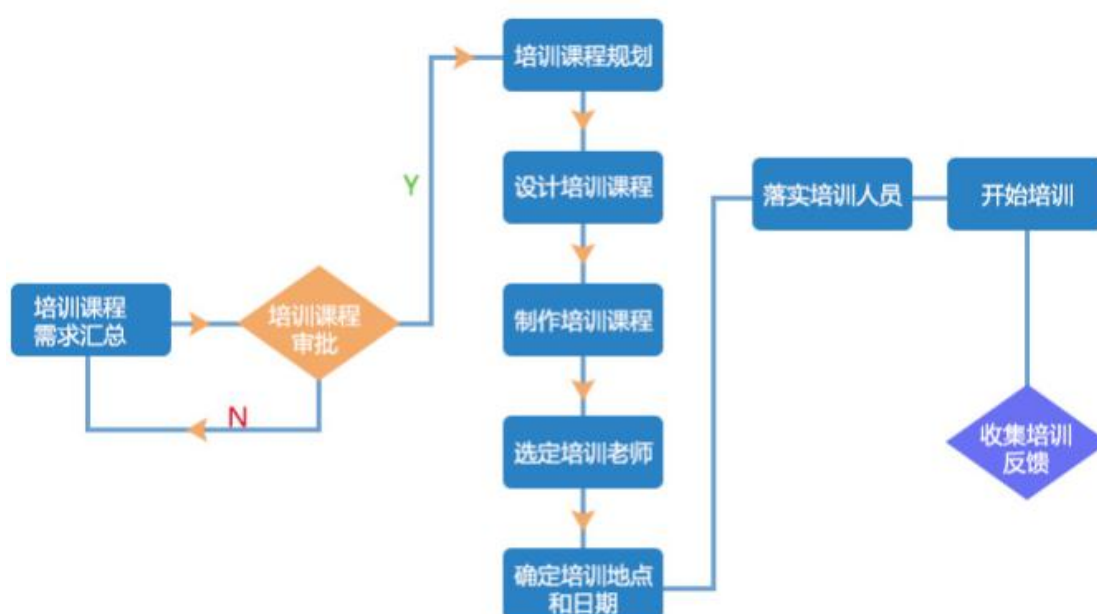 培训课程
需求汇总
培训课程
审批
Y
N
培训课程规划
设计培训课程
制作培训课程
选定培训老师
确定培训地点
和日期
落实培训人员
开始培训
收集培训
反馈